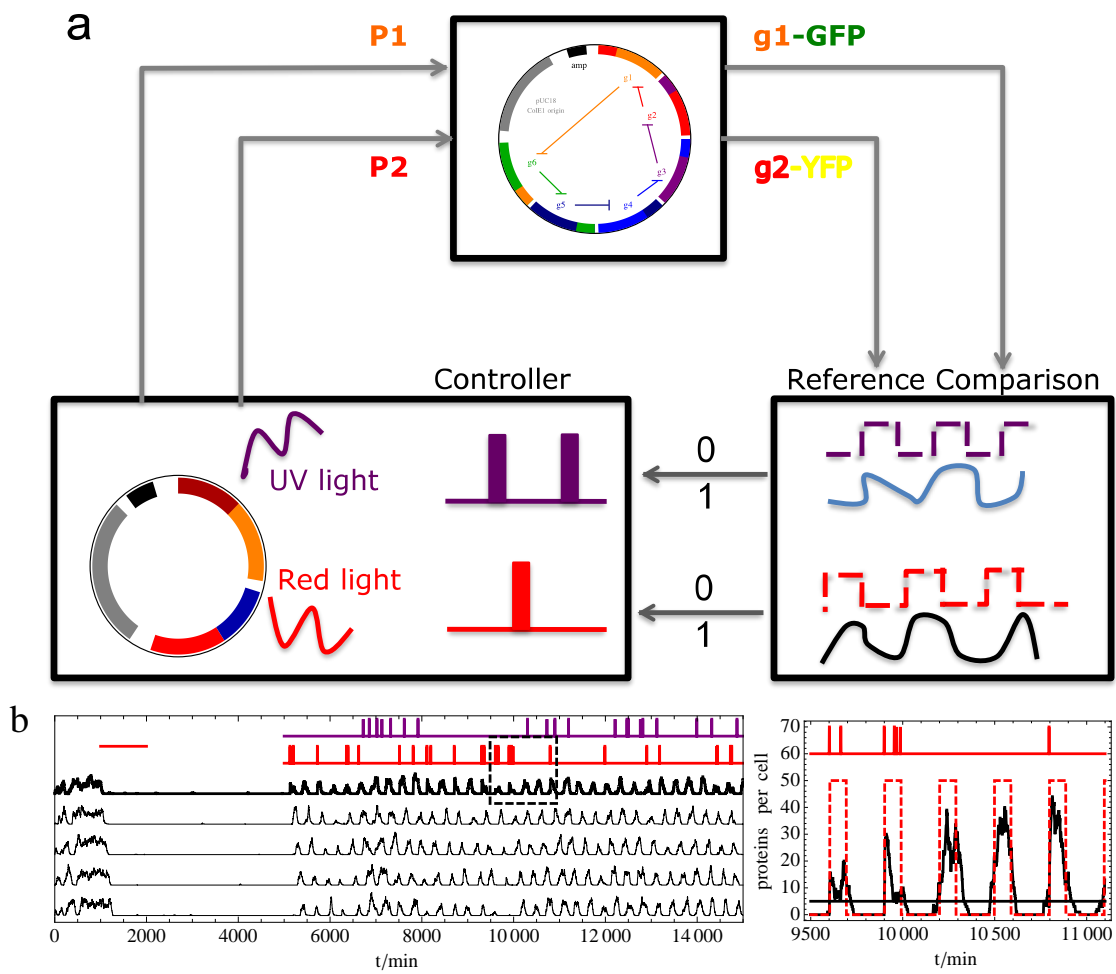 a
P1
g1-GFP
amp
g1
pUC18
ColE1 origin
g2
g6
g3
g5
g4
P2
g2-YFP
Controller
Reference Comparison
UV light
0
1
Red light
0
1
b
70
60
50
40
30
20
10
0
proteins per cell
0 2000 4000 6000 8000 10 000 12 000 14 000
t/min
9500 10 000 10 500 11 000
t/min